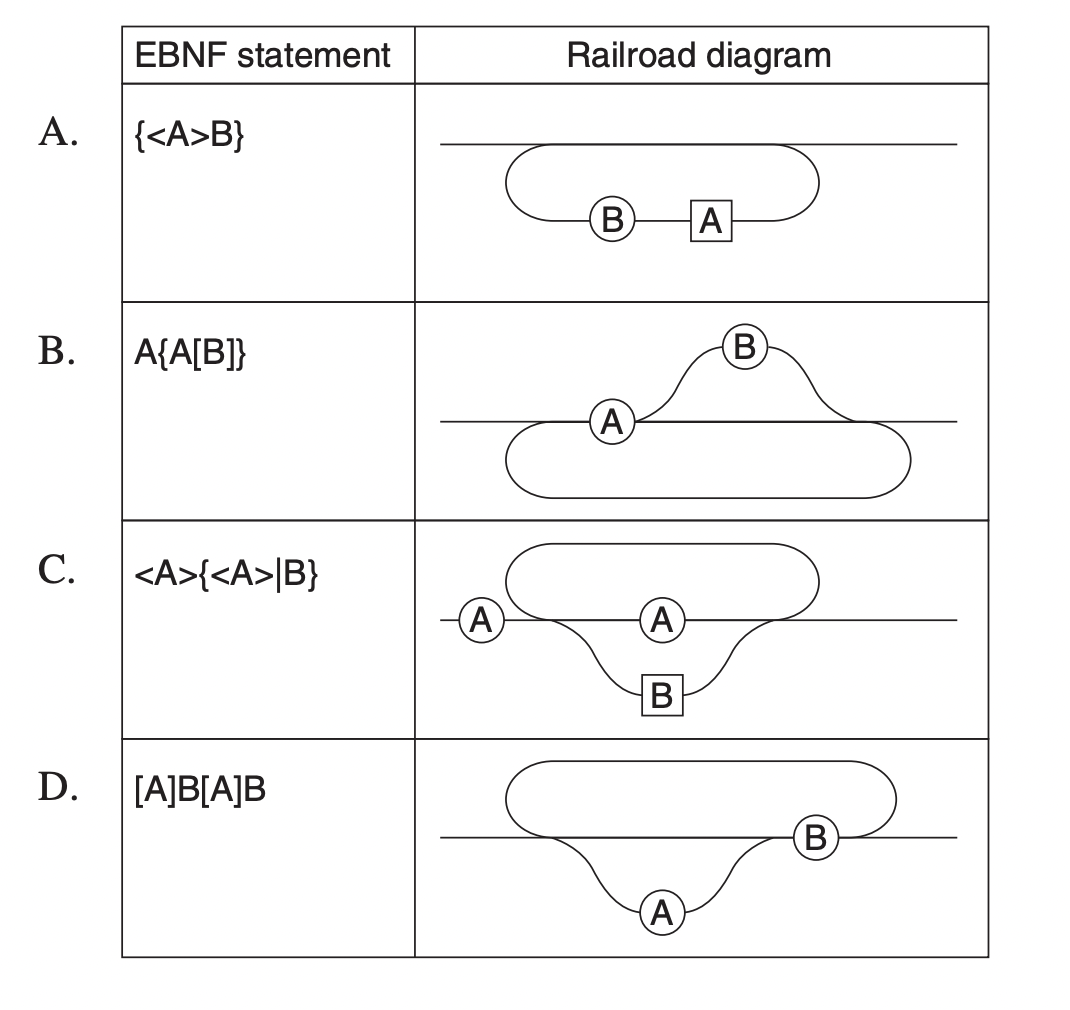 EBNF statement Railroad diagram
A. {<A>B}
B A
B. A{A[B]}
B
A
C. <A>{<A>|B}
A A
B
D. [A]B[A]B
B
A